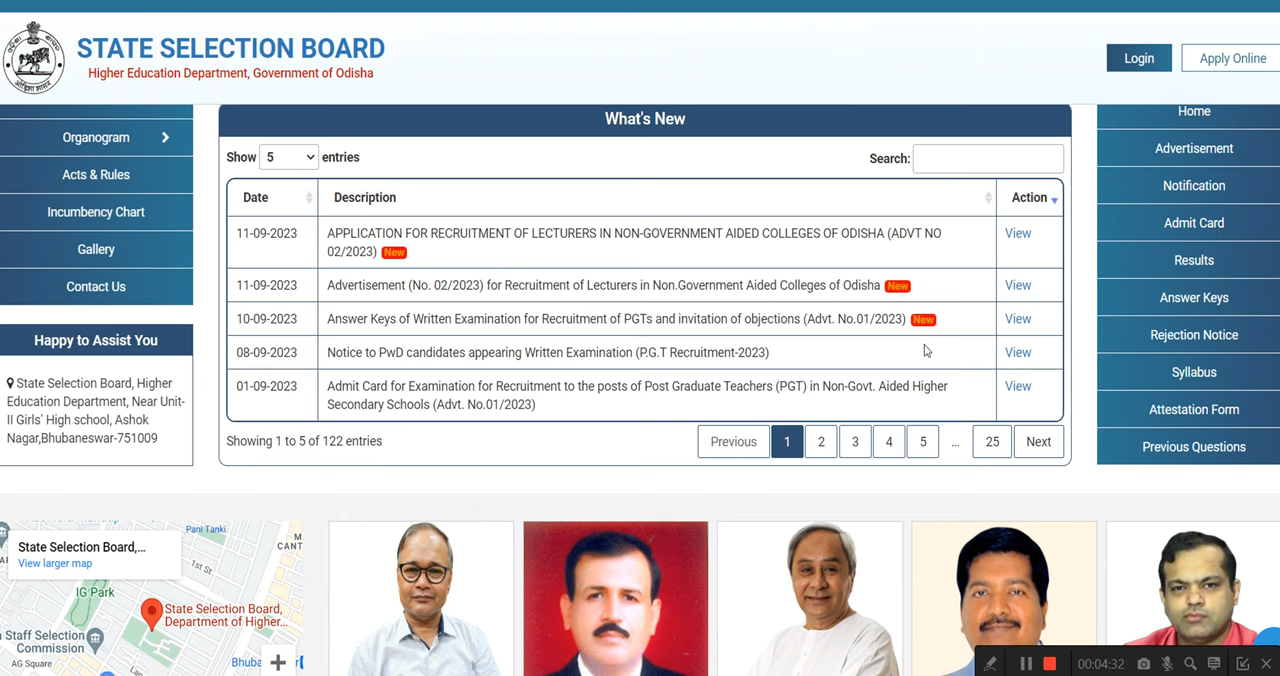 STATE SELECTION BOARD
Higher Education Department, Government of Odisha
Login
Apply Online
Organogram
Acts & Rules
Incumbency Chart
Gallery
Contact Us
Happy to Assist You
State Selection Board, Higher
Education Department, Near Unit-
II Girls' High school, Ashok
Nagar,Bhubaneswar-751009
What's New
Show 5 entries
Search:
Date Description Action
11-09-2023 APPLICATION FOR RECRUITMENT OF LECTURERS IN NON-GOVERNMENT AIDED COLLEGES OF ODISHA (ADVT NO View
02/2023) New
11-09-2023 Advertisement (No. 02/2023) for Recruitment of Lecturers in Non.Government Aided Colleges of Odisha New View
10-09-2023 Answer Keys of Written Examination for Recruitment of PGTs and invitation of objections (Advt. No.01/2023) New View
08-09-2023 Notice to PwD candidates appearing Written Examination (P.G.T Recruitment-2023) View
01-09-2023 Admit Card for Examination for Recruitment to the posts of Post Graduate Teachers (PGT) in Non-Govt. Aided Higher View
Secondary Schools (Advt. No.01/2023)
Showing 1 to 5 of 122 entries
Previous 1 2 3 4 5 ... 25 Next
Home
Advertisement
Notification
Admit Card
Results
Answer Keys
Rejection Notice
Syllabus
Attestation Form
Previous Questions
Pani Tanki
State Selection Board,...
View larger map
M
CANT
1st St
IG Park
State Selection Board,
Department of Higher...
Staff Selection
Commission
AG Square
Bhuba
00:04:32